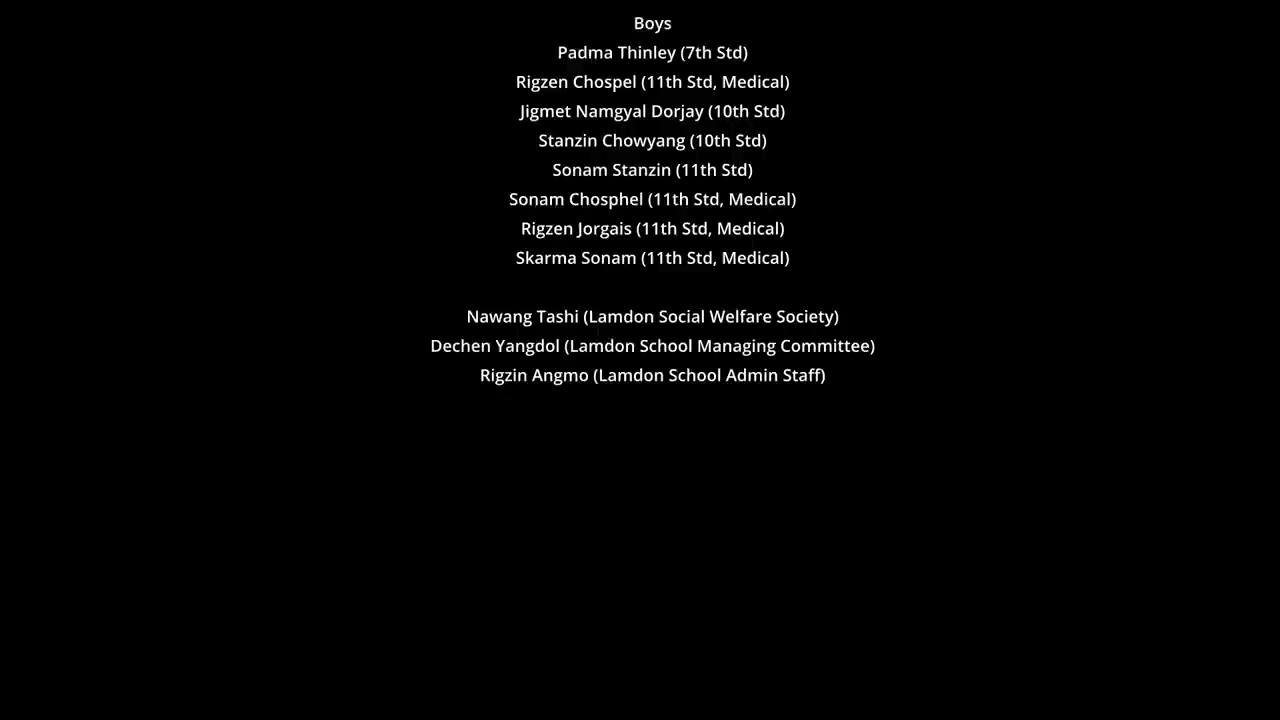 Boys
Padma Thinley (7th Std)
Rigzen Chospel (11th Std, Medical)
Jigmet Namgyal Dorjay (10th Std)
Stanzin Chowyang (10th Std)
Sonam Stanzin (11th Std)
Sonam Chosphel (11th Std, Medical)
Rigzen Jorgais (11th Std, Medical)
Skarma Sonam (11th Std, Medical)
Nawang Tashi (Lamdon Social Welfare Society)
Dechen Yangdol (Lamdon School Managing Committee)
Rigzin Angmo (Lamdon School Admin Staff)